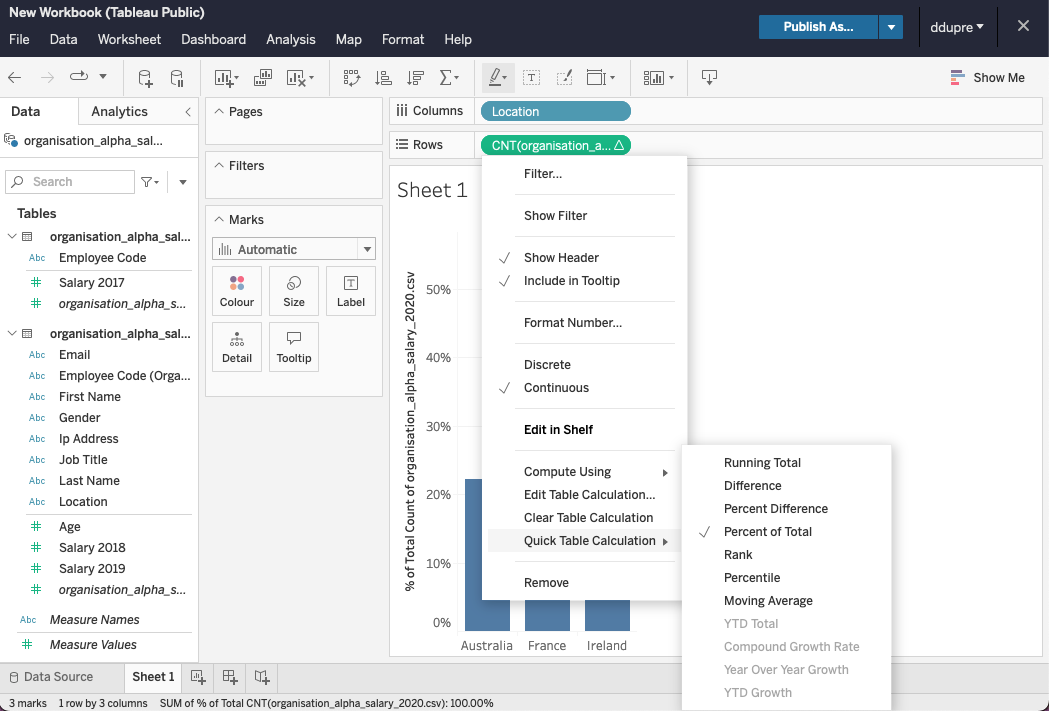 New Workbook (Tableau Public)
File Data Worksheet Dashboard Analysis Map Format Help
Publish As...
ddupre
Show Me
Data Analytics
organisation_alpha_sal...
Search
Tables
organisation_alpha_sal...
Abc Employee Code
Salary 2017
organisation_alpha_s...
organisation_alpha_sal...
Abc Email
Abc Employee Code (Orga...
Abc First Name
Abc Gender
Abc Ip Address
Abc Job Title
Abc Last Name
Abc Location
Age
Salary 2018
Salary 2019
organisation_alpha_s...
Abc Measure Names
Measure Values
Pages
Filters
Marks
Automatic
Colour Size Label
Detail Tooltip
Columns Location
Rows CNT(organisation_a...
Sheet 1
% of Total Count of organisation_alpha_salary_2020.csv
50%
40%
30%
20%
10%
0%
Australia France Ireland
Filter...
Show Filter
Show Header
Include in Tooltip
Format Number...
Discrete
Continuous
Edit in Shelf
Compute Using
Edit Table Calculation...
Clear Table Calculation
Quick Table Calculation
Remove
Running Total
Difference
Percent Difference
Percent of Total
Rank
Percentile
Moving Average
YTD Total
Compound Growth Rate
Year Over Year Growth
YTD Growth
Data Source Sheet 1
3 marks 1 row by 3 columns SUM of % of Total CNT(organisation_alpha_salary_2020.csv): 100.00%